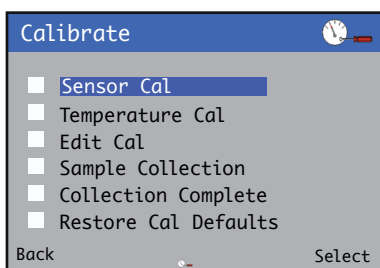 Calibrate
Sensor Cal
Temperature Cal
Edit Cal
Sample Collection
Collection Complete
Restore Cal Defaults
Back Select